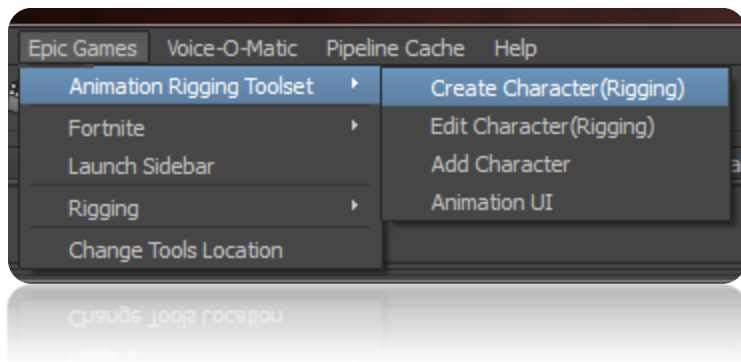 Epic Games Voice-O-Matic Pipeline Cache Help
Animation Rigging Toolset
Create Character(Rigging)
Fortnite
Edit Character(Rigging)
Launch Sidebar
Add Character
Rigging
Animation UI
Change Tools Location